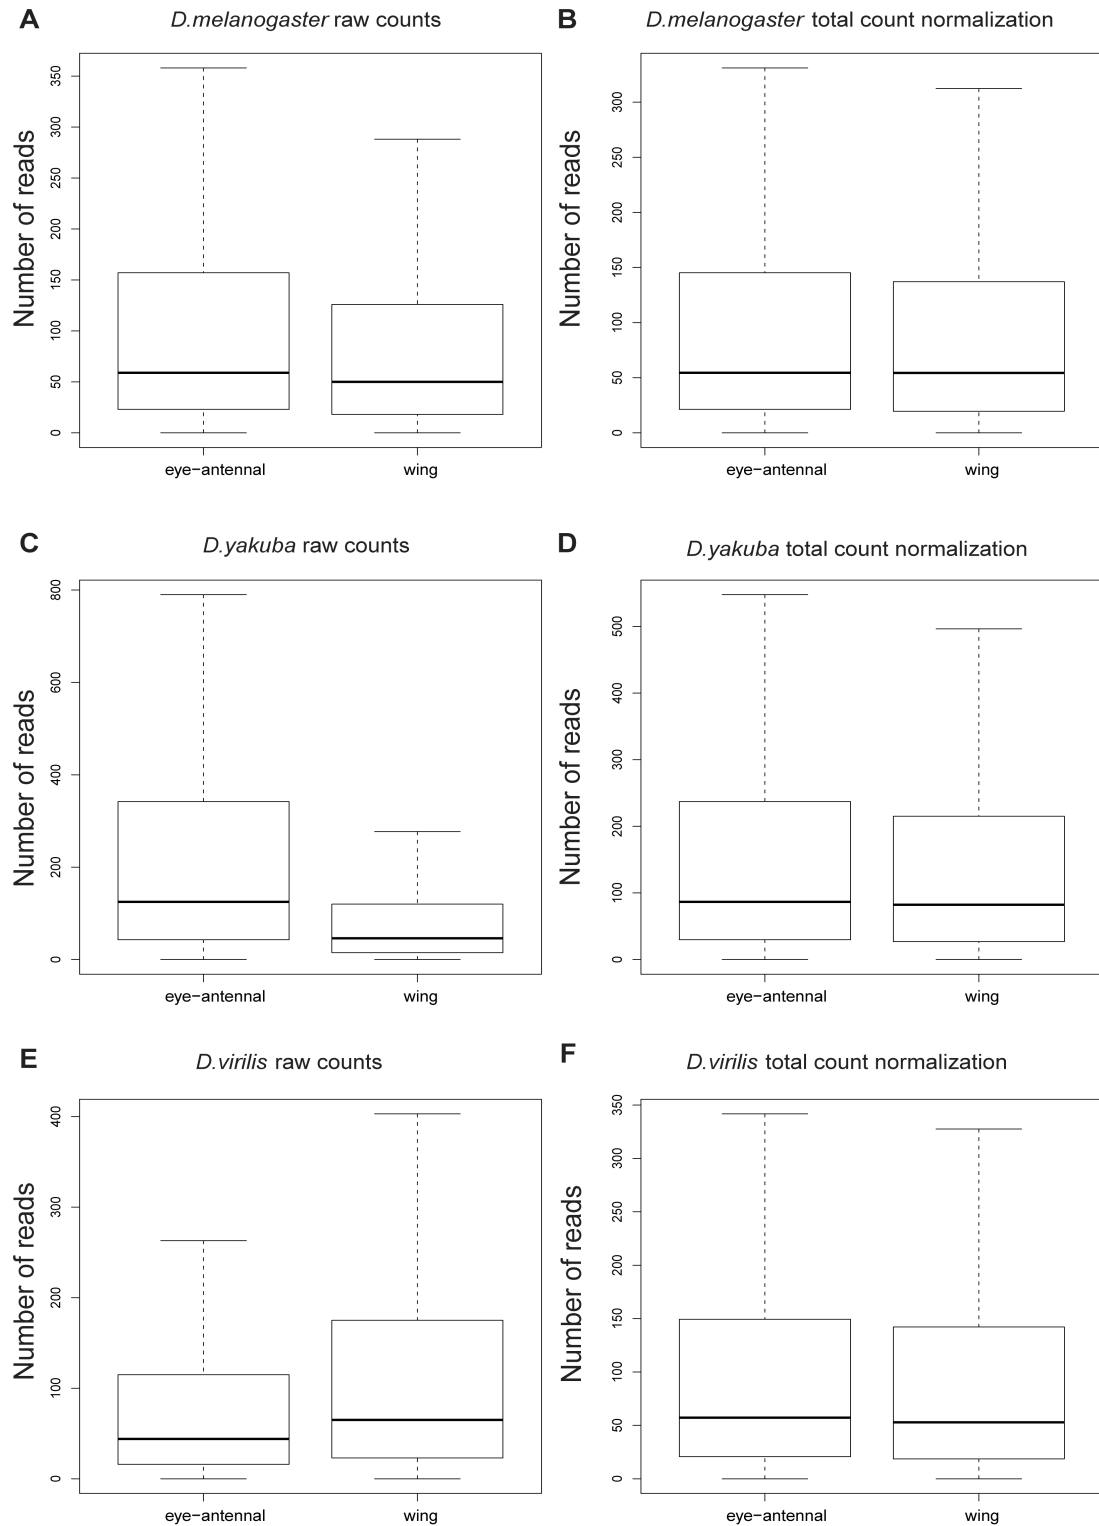 A
D.melanogaster raw counts
Number of reads
350
300
250
200
150
100
50
0
eye−antennal
wing
B
D.melanogaster total count normalization
Number of reads
300
250
200
150
100
50
0
eye−antennal
wing
C
D.yakuba raw counts
Number of reads
800
600
400
200
0
eye−antennal
wing
D
D.yakuba total count normalization
Number of reads
500
400
300
200
100
0
eye−antennal
wing
E
D.virilis raw counts
Number of reads
400
300
200
100
0
eye−antennal
wing
F
D.virilis total count normalization
Number of reads
350
300
250
200
150
100
50
0
eye−antennal
wing